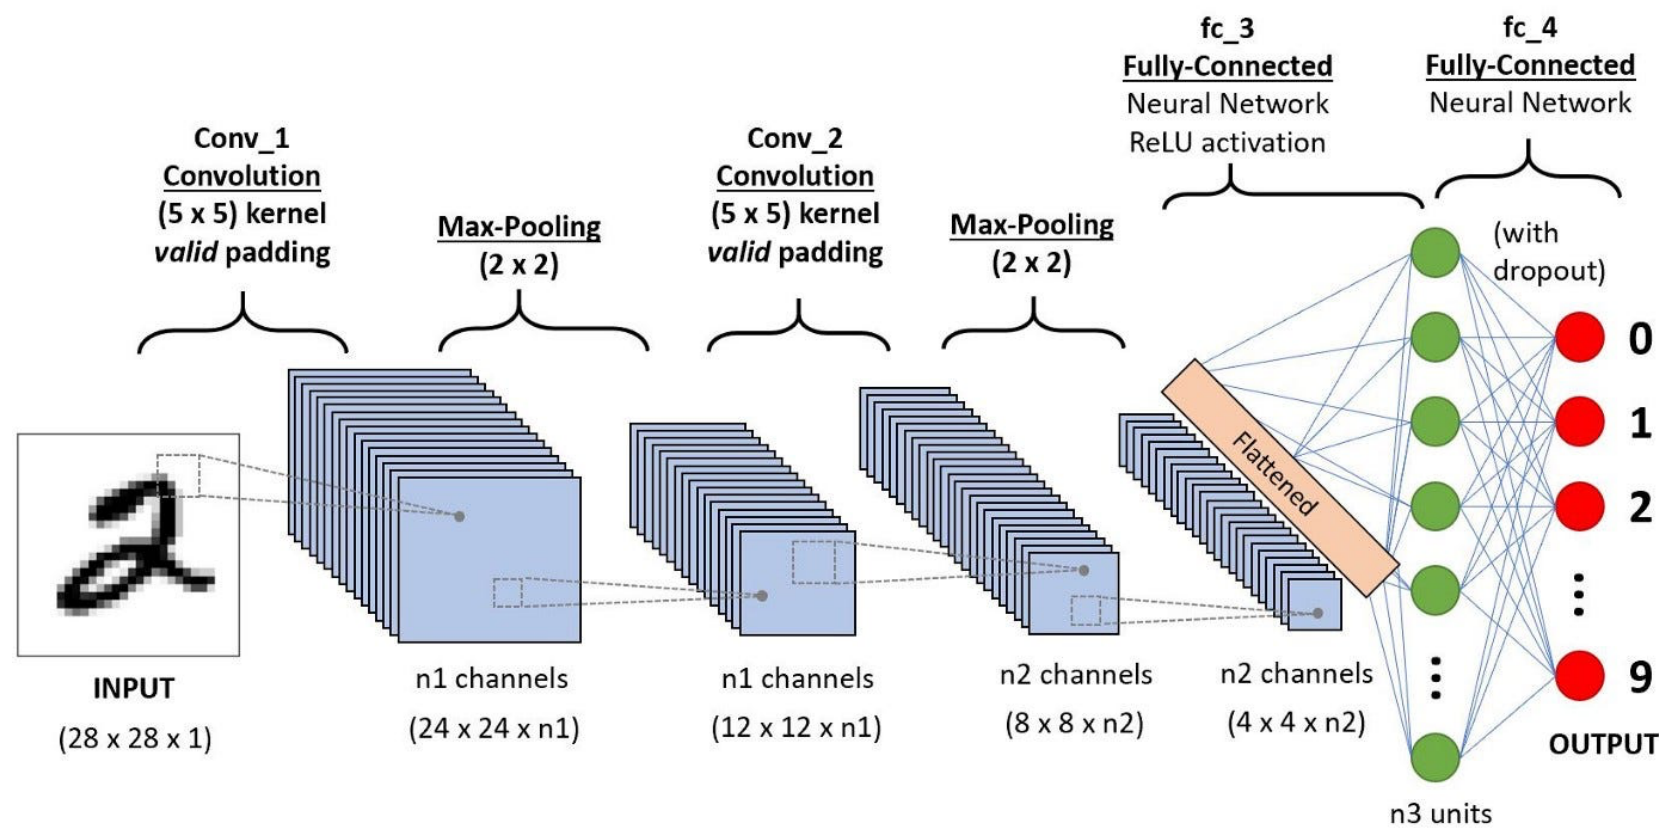 Conv_1
Convolution
(5 x 5) kernel
valid padding
Max-Pooling
(2 x 2)
Conv_2
Convolution
(5 x 5) kernel
valid padding
Max-Pooling
(2 x 2)
fc_3
Fully-Connected
Neural Network
ReLU activation
fc_4
Fully-Connected
Neural Network
(with
dropout)
Flattened
0
1
2
9
OUTPUT
INPUT
(28 x 28 x 1)
n1 channels
(24 x 24 x n1)
n1 channels
(12 x 12 x n1)
n2 channels
(8 x 8 x n2)
n2 channels
(4 x 4 x n2)
n3 units
2